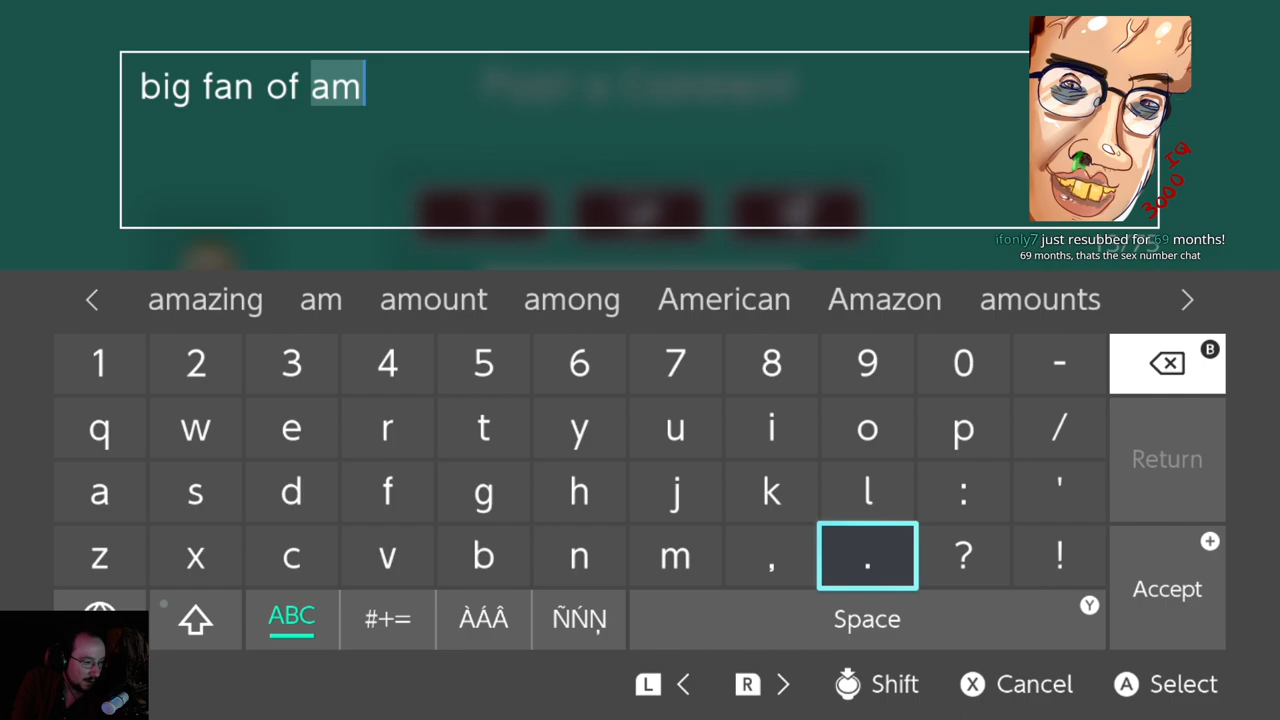 big fan of am
3000 IQ
ifonly7 just resubbed for 69 months!
69 months, thats the sex number chat
amazing am amount among American Amazon amounts
1 2 3 4 5 6 7 8 9 0 - B
q w e r t y u i o p / Return
a s d f g h j k l : '
z x c v b n m , . ? ! + Accept
ABC #+= ÀÁÂ ÑŃŅ Space Y
L R Shift X Cancel A Select